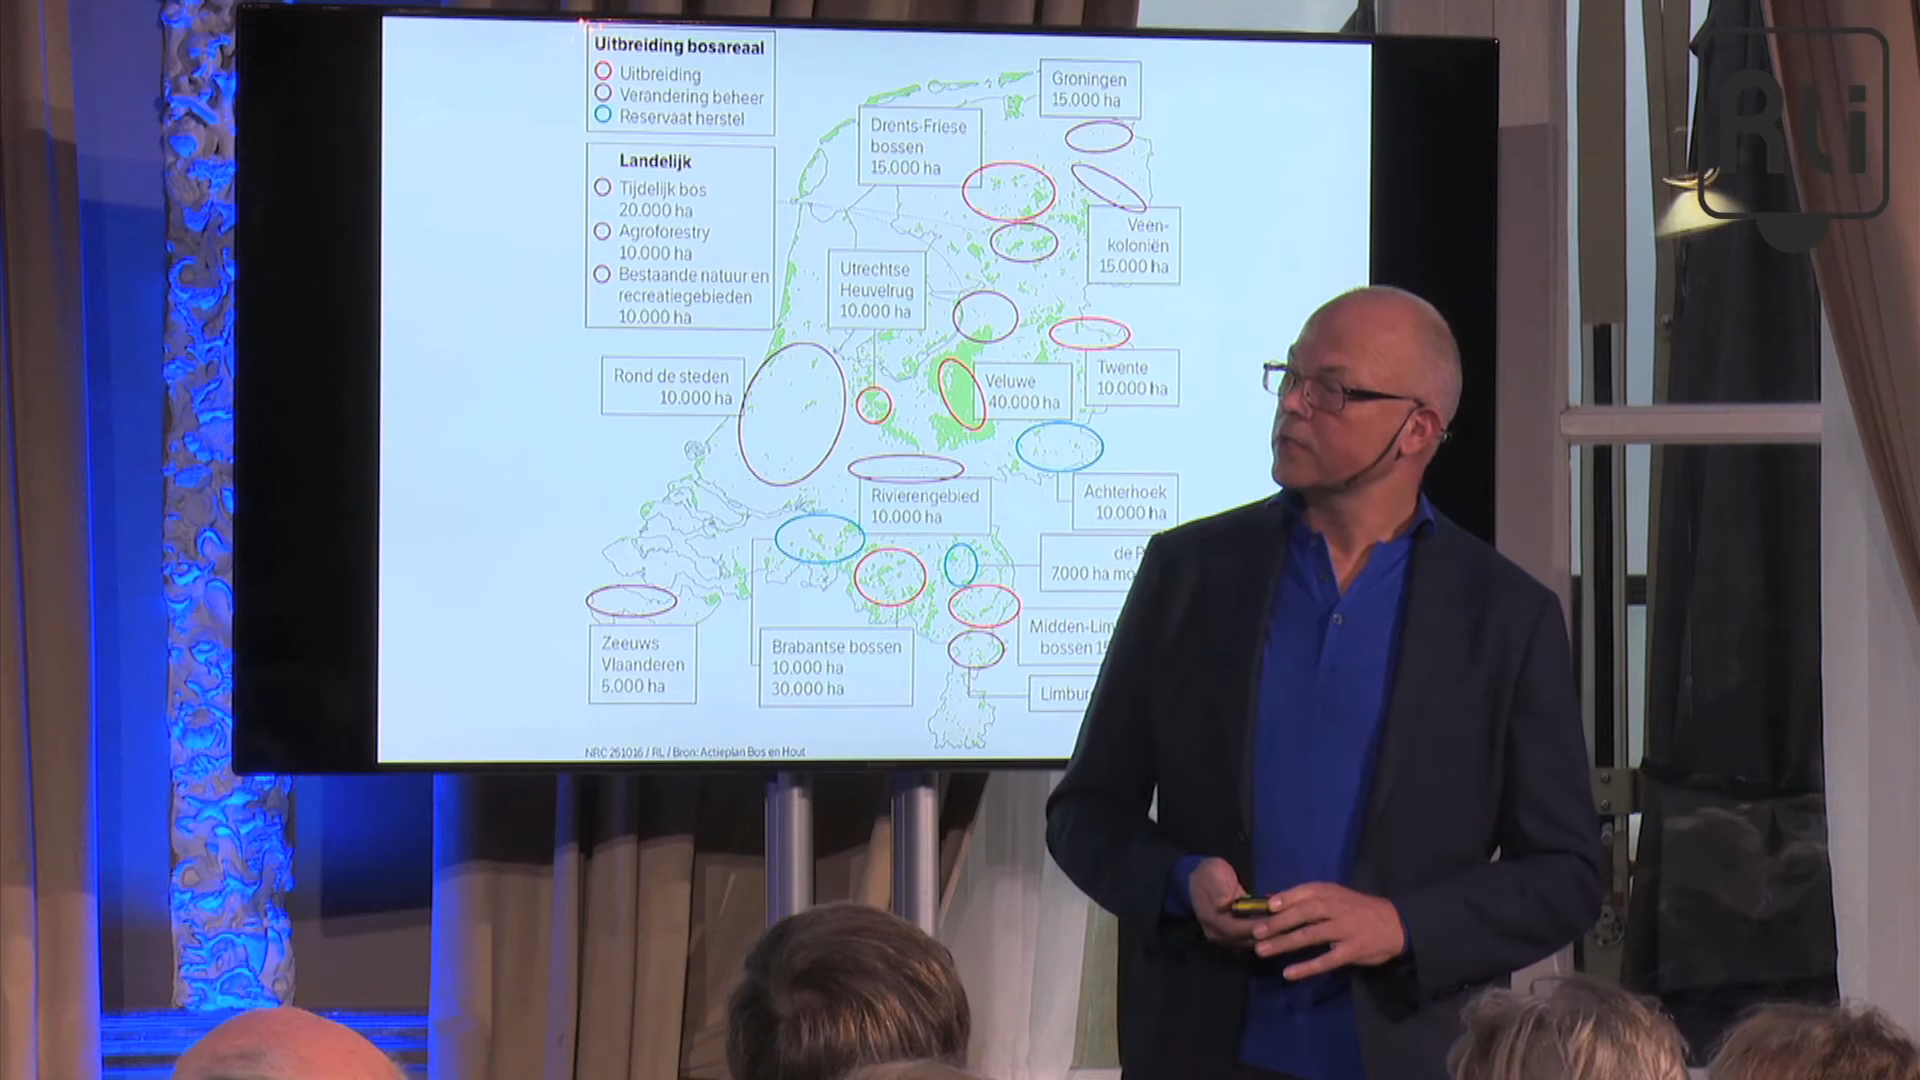 Uitbreiding bosareaal
Uitbreiding
Verandering beheer
Reservaat herstel
Landelijk
Tijdelijk bos
20.000 ha
Agroforestry
10.000 ha
Bestaande natuur en
recreatiegebieden
10.000 ha
Groningen
15.000 ha
Drents-Friese
bossen
15.000 ha
Veen-
koloniën
15.000 ha
Utrechtse
Heuvelrug
10.000 ha
Twente
10.000 ha
Rond de steden
10.000 ha
Veluwe
40.000 ha
Achterhoek
10.000 ha
Rivierengebied
10.000 ha
de P
7.000 ha mo
Midden-Lim
bossen 15
Limbur
Zeeuws
Vlaanderen
5.000 ha
Brabantse bossen
10.000 ha
30.000 ha
NRC 251016 / RL / Bron: Actieplan Bos en Hout
Rli